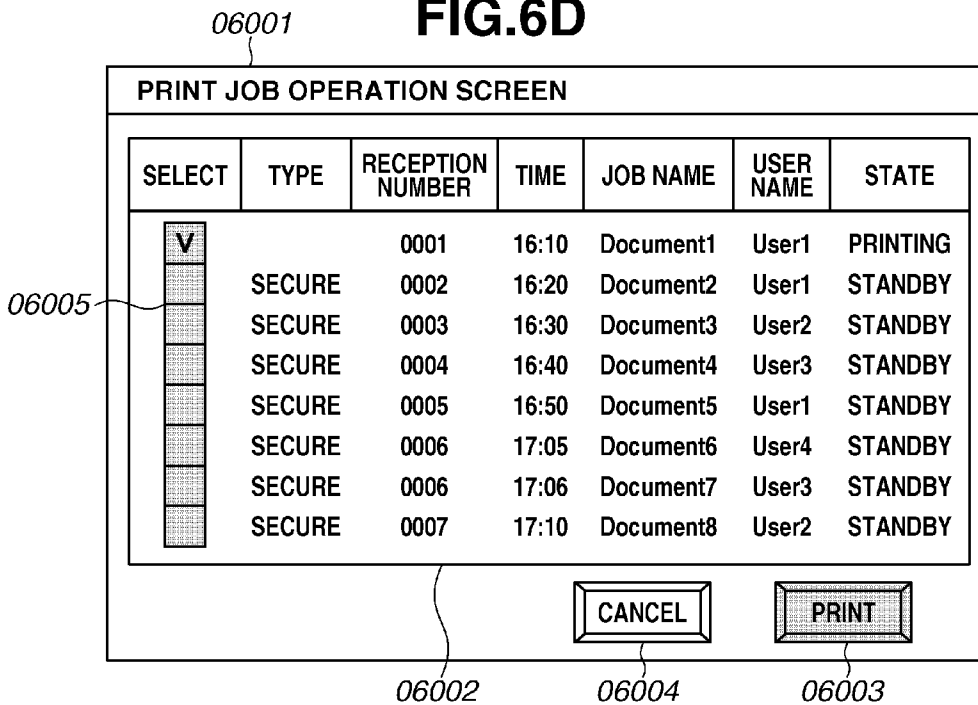 FIG.6D
06001
PRINT JOB OPERATION SCREEN
SELECT TYPE RECEPTION NUMBER TIME JOB NAME USER NAME STATE
V 0001 16:10 Document1 User1 PRINTING
SECURE 0002 16:20 Document2 User1 STANDBY
06005
SECURE 0003 16:30 Document3 User2 STANDBY
SECURE 0004 16:40 Document4 User3 STANDBY
SECURE 0005 16:50 Document5 User1 STANDBY
SECURE 0006 17:05 Document6 User4 STANDBY
SECURE 0006 17:06 Document7 User3 STANDBY
SECURE 0007 17:10 Document8 User2 STANDBY
CANCEL PRINT
06002 06004 06003